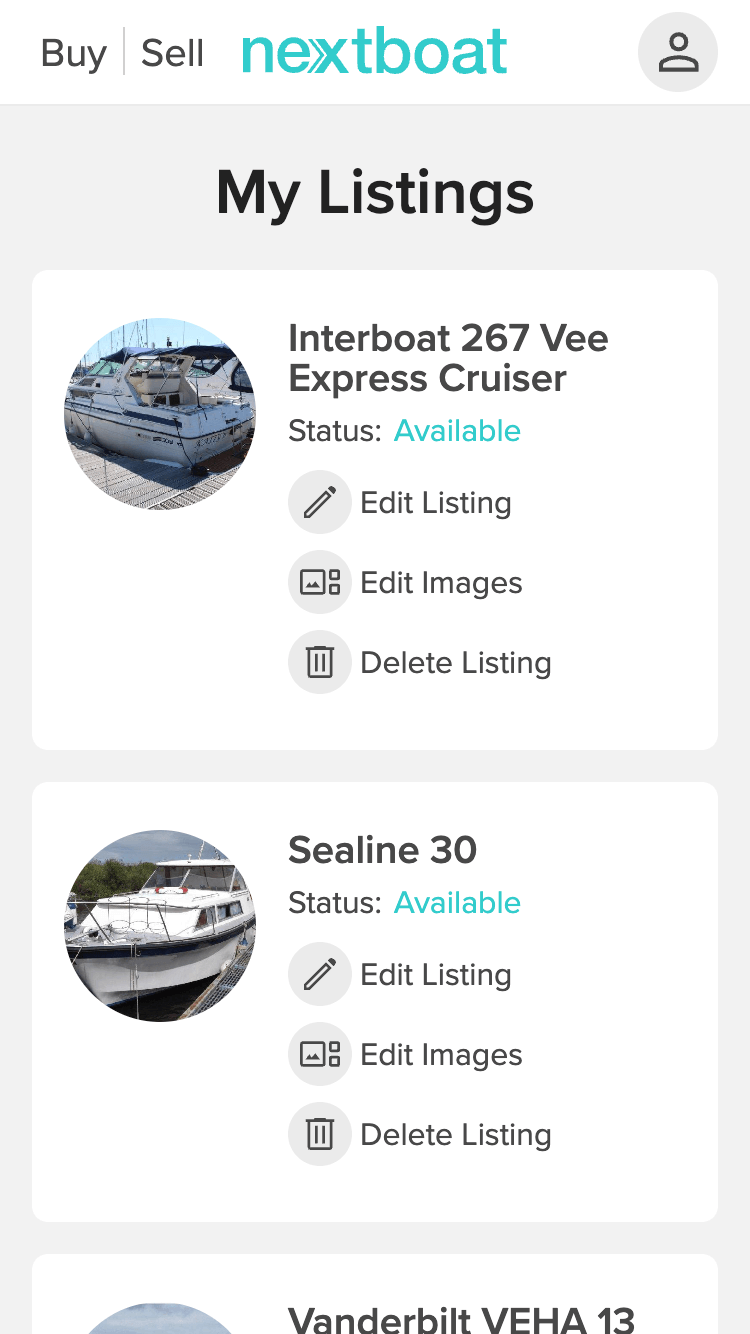 Buy Sell nextboat
My Listings
Interboat 267 Vee
Express Cruiser
Status: Available
Edit Listing
Edit Images
Delete Listing
Sealine 30
Status: Available
Edit Listing
Edit Images
Delete Listing
Vanderbilt VEHA 13